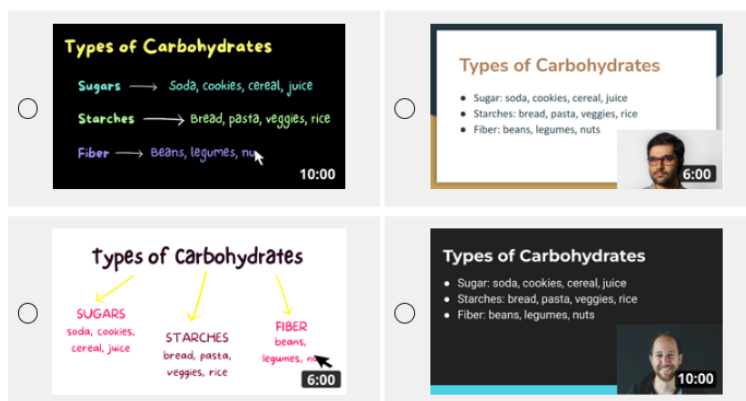 Types of Carbohydrates
Sugars → Soda, cookies, cereal, juice
Starches → Bread, pasta, veggies, rice
Fiber → Beans, legumes, nu
10:00
Types of Carbohydrates
• Sugar: soda, cookies, cereal, juice
• Starches: bread, pasta, veggies, rice
• Fiber: beans, legumes, nuts
6:00
Types of Carbohydrates
SUGARS
soda, cookies,
cereal, juice
STARCHES
bread, pasta,
veggies, rice
FIBER
beans,
legumes,
6:00
Types of Carbohydrates
• Sugar: soda, cookies, cereal, juice
• Starches: bread, pasta, veggies, rice
• Fiber: beans, legumes, nuts
10:00